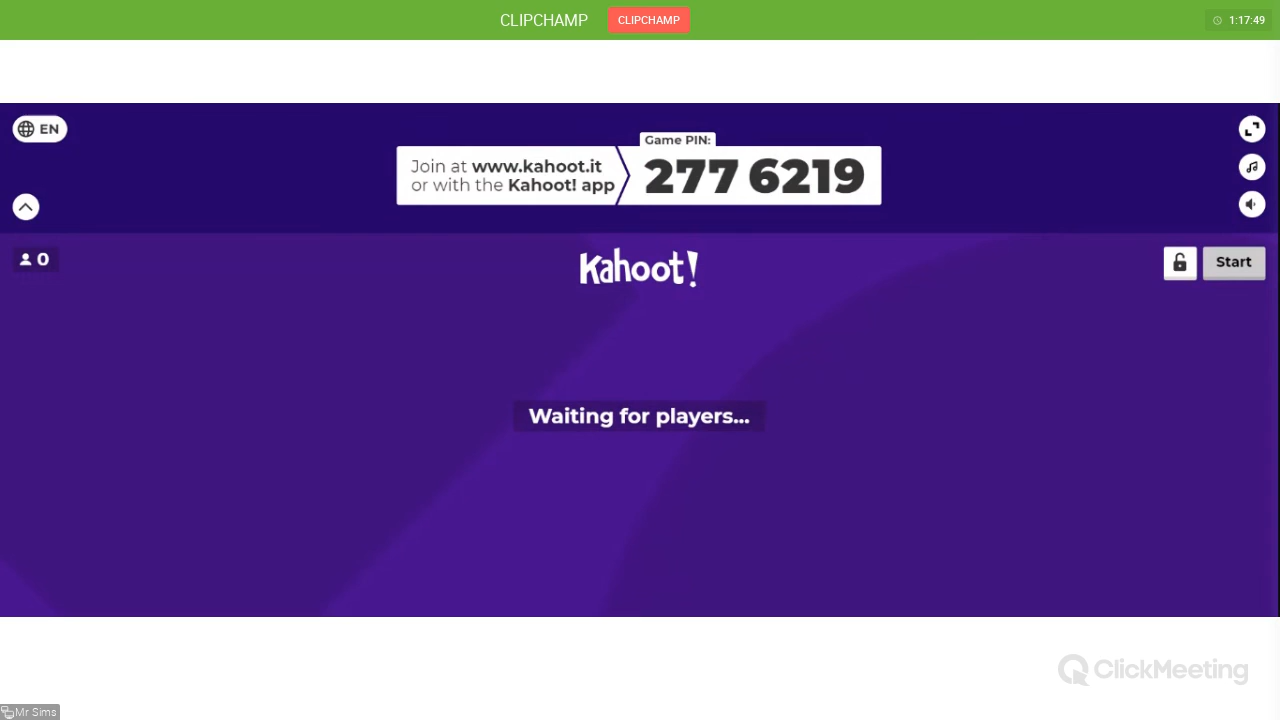 CLIPCHAMP
CLIPCHAMP
1:17:49
EN
Game PIN:
Join at www.kahoot.it
or with the Kahoot! app
277 6219
0
Kahoot!
Start
Waiting for players...
ClickMeeting
Mr Sims